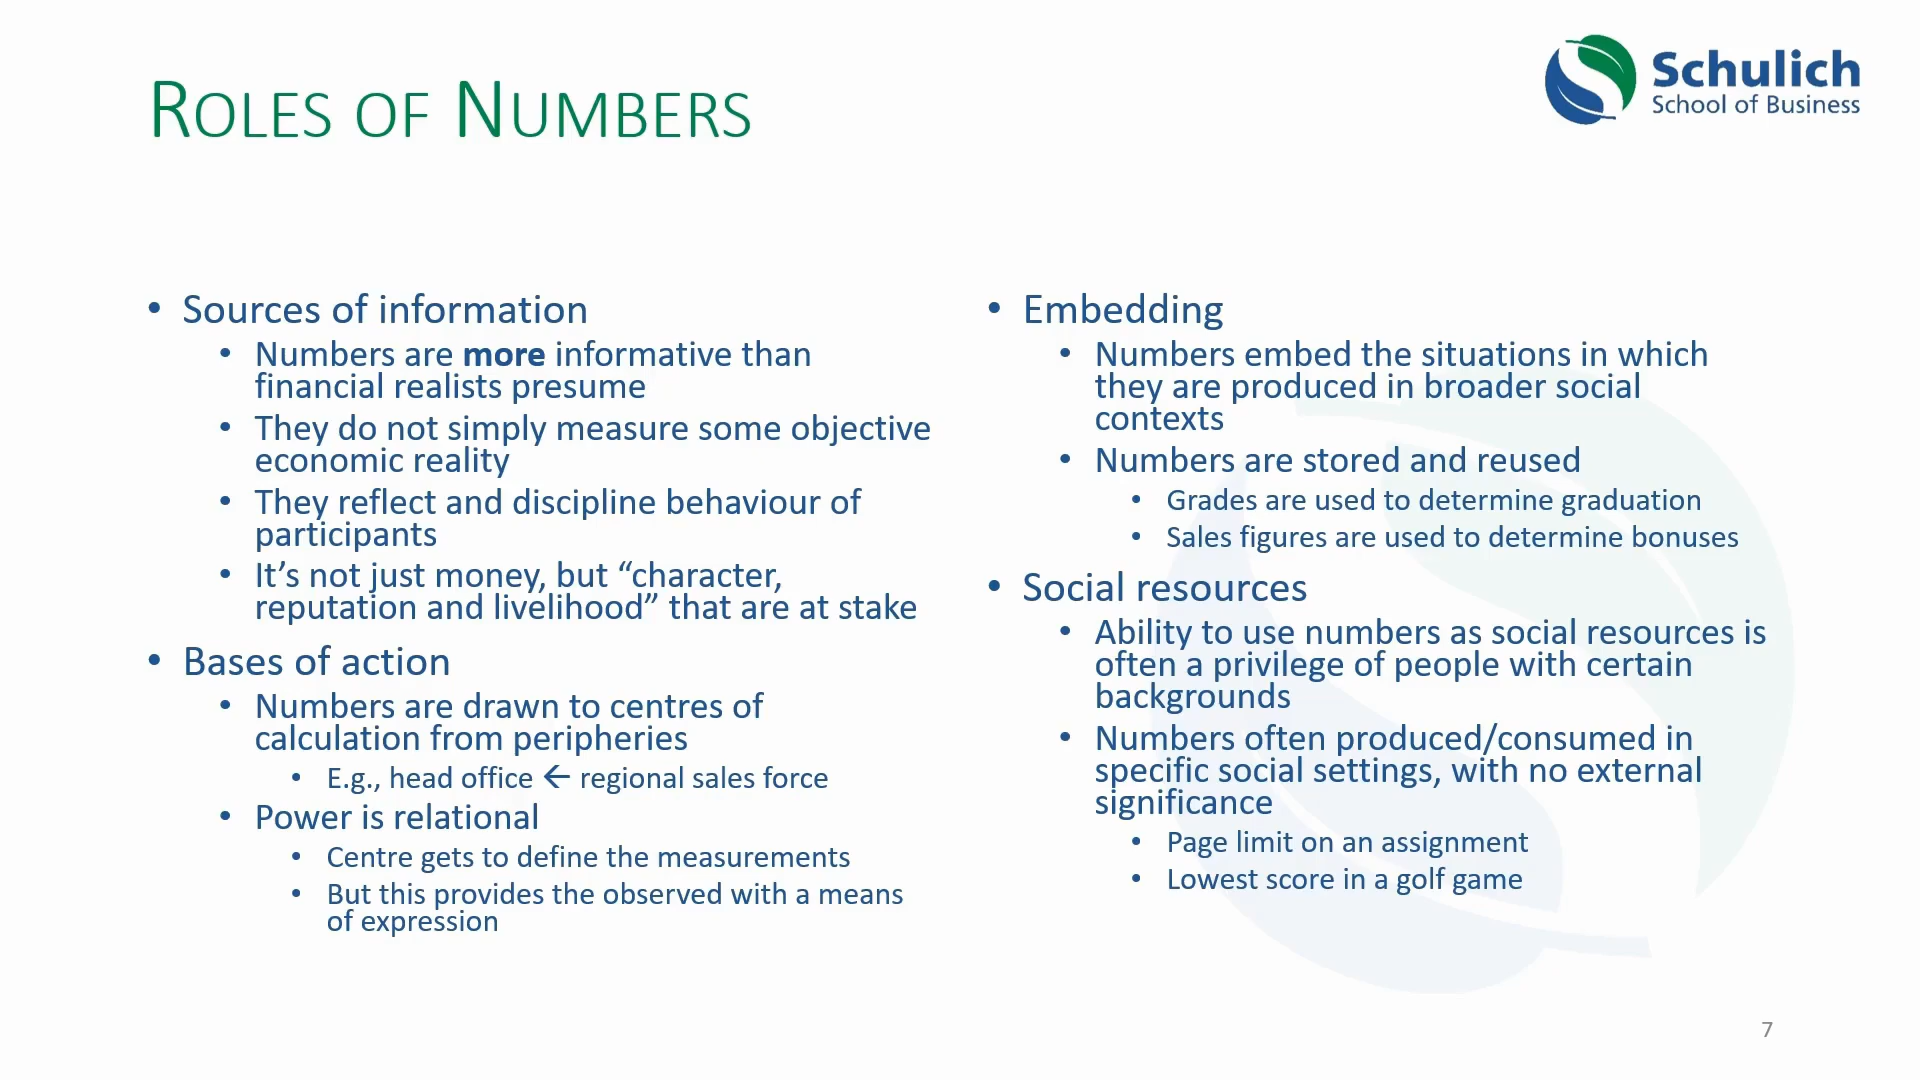 ROLES OF NUMBERS
Schulich
School of Business
• Sources of information
• Numbers are more informative than
financial realists presume
• They do not simply measure some objective
economic reality
• They reflect and discipline behaviour of
participants
• It’s not just money, but “character,
reputation and livelihood” that are at stake
• Bases of action
• Numbers are drawn to centres of
calculation from peripheries
• E.g., head office ← regional sales force
• Power is relational
• Centre gets to define the measurements
• But this provides the observed with a means
of expression
• Embedding
• Numbers embed the situations in which
they are produced in broader social
contexts
• Numbers are stored and reused
• Grades are used to determine graduation
• Sales figures are used to determine bonuses
• Social resources
• Ability to use numbers as social resources is
often a privilege of people with certain
backgrounds
• Numbers often produced/consumed in
specific social settings, with no external
significance
• Page limit on an assignment
• Lowest score in a golf game
7